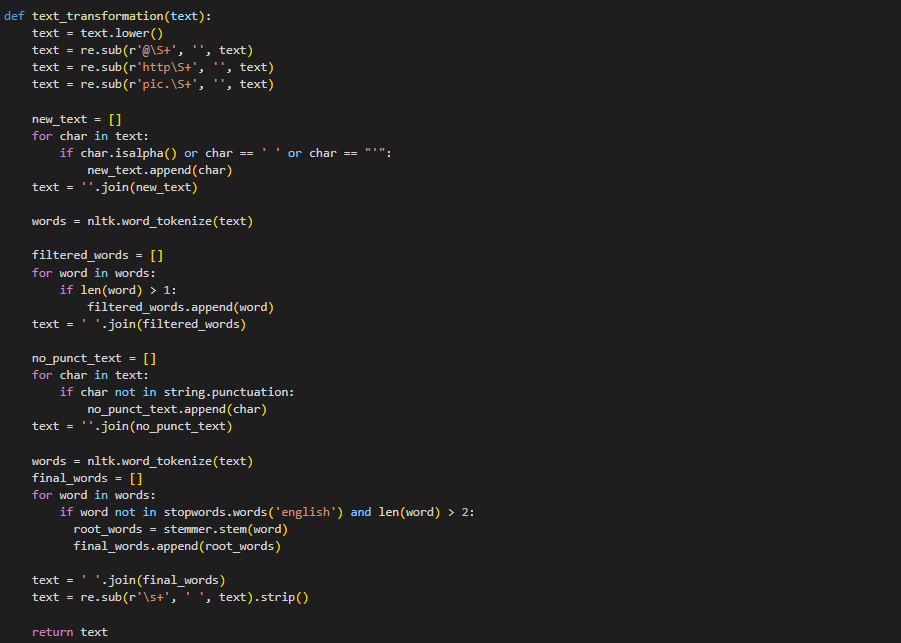 def text_transformation(text):
    text = text.lower()
    text = re.sub(r'@\S+', '', text)
    text = re.sub(r'http\S+', '', text)
    text = re.sub(r'pic.\S+', '', text)

    new_text = []
    for char in text:
        if char.isalpha() or char == ' ' or char == "'":
            new_text.append(char)
    text = ''.join(new_text)

    words = nltk.word_tokenize(text)

    filtered_words = []
    for word in words:
        if len(word) > 1:
            filtered_words.append(word)
    text = ' '.join(filtered_words)

    no_punct_text = []
    for char in text:
        if char not in string.punctuation:
            no_punct_text.append(char)
    text = ''.join(no_punct_text)

    words = nltk.word_tokenize(text)
    final_words = []
    for word in words:
        if word not in stopwords.words('english') and len(word) > 2:
          root_words = stemmer.stem(word)
          final_words.append(root_words)

    text = ' '.join(final_words)
    text = re.sub(r'\s+', ' ', text).strip()

    return text